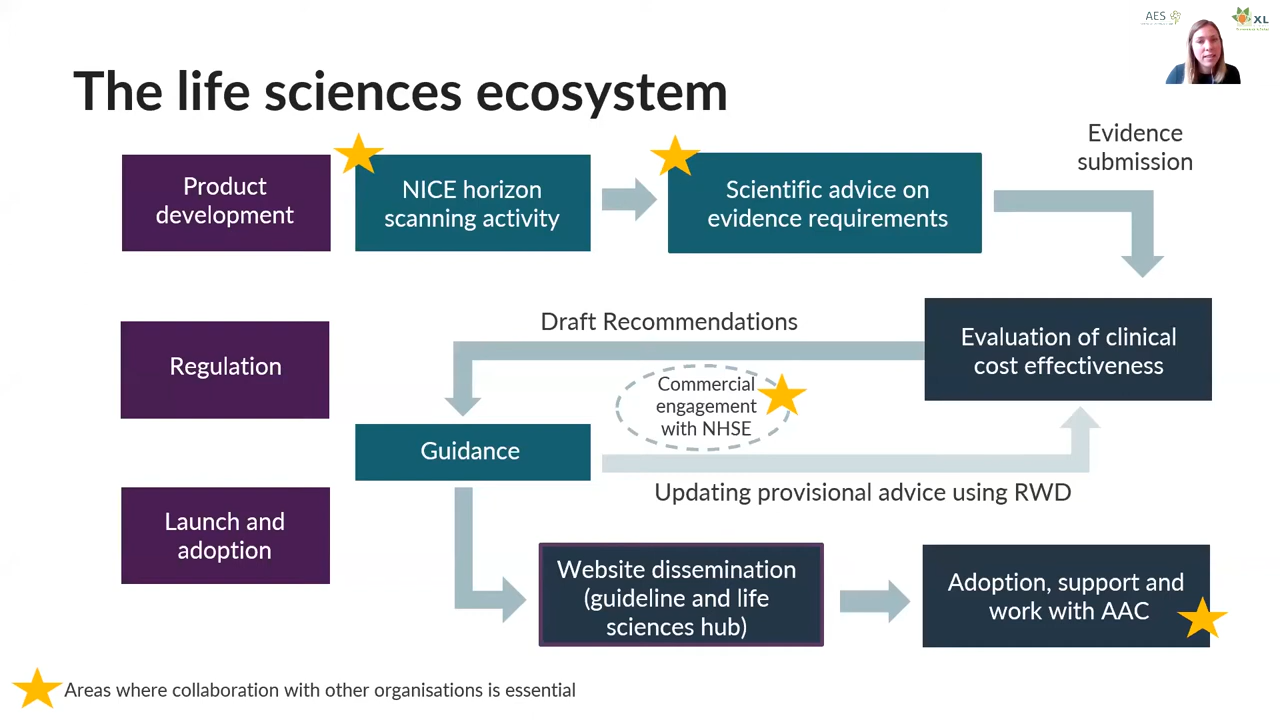 AES
XL
The life sciences ecosystem
Evidence
submission
Product
development
NICE horizon
scanning activity
Scientific advice on
evidence requirements
Draft Recommendations
Evaluation of clinical
cost effectiveness
Regulation
Commercial
engagement
with NHSE
Guidance
Updating provisional advice using RWD
Launch and
adoption
Website dissemination
(guideline and life
sciences hub)
Adoption, support and
work with AAC
Areas where collaboration with other organisations is essential